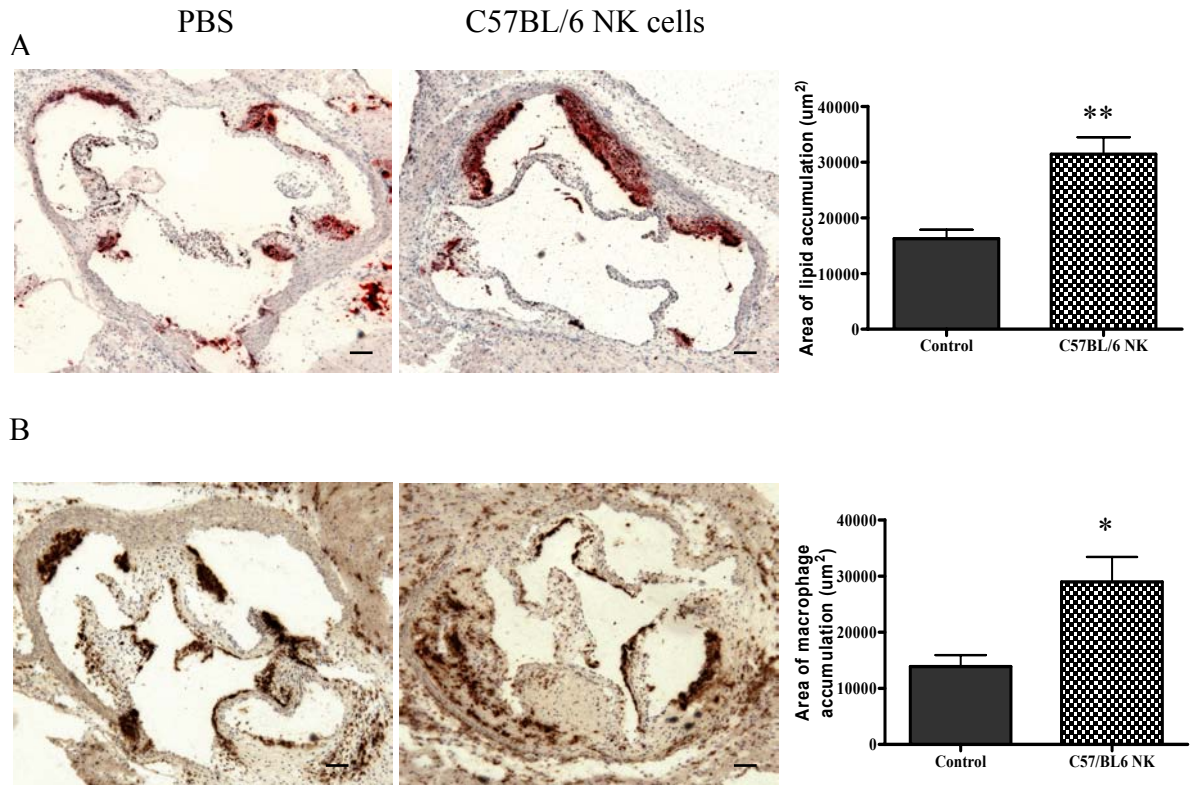 PBS
C57BL/6 NK cells
A
Area of lipid accumulation (um²)
40000
30000
20000
10000
0
**
Control
C57BL/6 NK
B
Area of macrophage
accumulation (um²)
40000
30000
20000
10000
0
*
Control
C57/BL6 NK